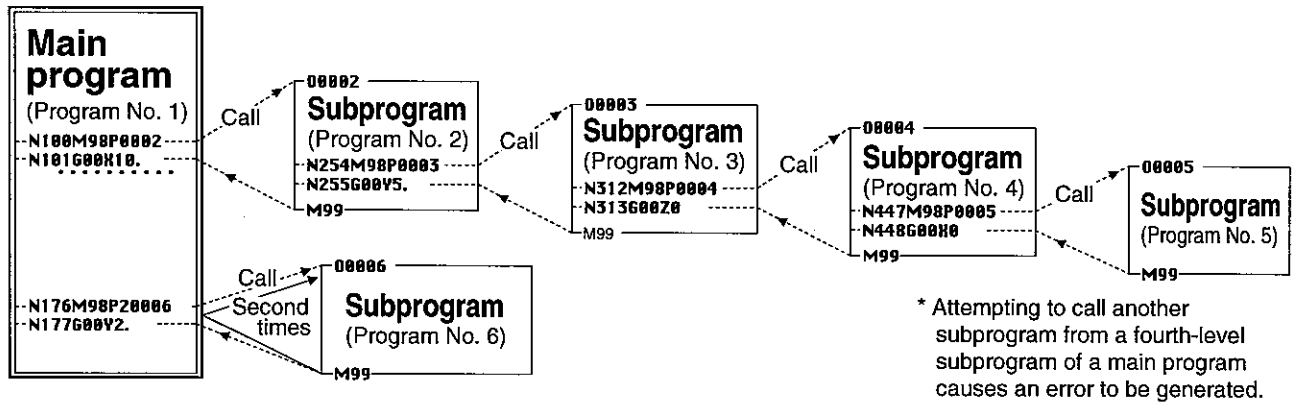 Main
program
(Program No. 1)
N100M98P0002
N101G00X10.
Call
O0002
Subprogram
(Program No. 2)
N254M98P0003
N255G00Y5.
M99
Call
O0003
Subprogram
(Program No. 3)
N312M98P0004
N313G00Z0
M99
Call
O0004
Subprogram
(Program No. 4)
N447M98P0005
N448G00X0
M99
Call
O0005
Subprogram
(Program No. 5)
M99
N176M98P20006
N177G00Y2.
Call
Second
times
O0006
Subprogram
(Program No. 6)
M99
* Attempting to call another
subprogram from a fourth-level
subprogram of a main program
causes an error to be generated.